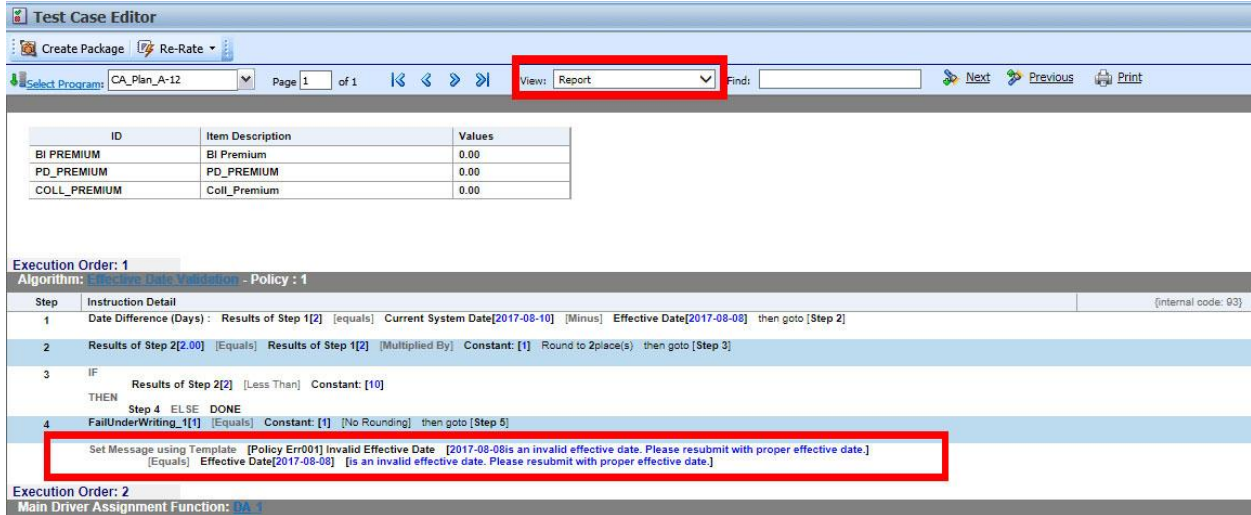 Test Case Editor
Create Package Re-Rate
Select Program: CA_Plan_A-12 Page 1 of 1 View: Report Find: Next Previous Print
ID Item Description Values
BI PREMIUM BI Premium 0.00
PD_PREMIUM PD_PREMIUM 0.00
COLL_PREMIUM Coll_Premium 0.00
Execution Order: 1
Algorithm: Effective Date Validation - Policy : 1
Step Instruction Detail {internal code: 93}
1 Date Difference (Days) : Results of Step 1[2] [equals] Current System Date[2017-08-10] [Minus] Effective Date[2017-08-08] then goto [Step 2]
2 Results of Step 2[2.00] [Equals] Results of Step 1[2] [Multiplied By] Constant: [1] Round to 2place(s) then goto [Step 3]
3 IF
Results of Step 2[2] [Less Than] Constant: [10]
THEN
Step 4 ELSE DONE
4 FailUnderWriting_1[1] [Equals] Constant: [1] [No Rounding] then goto [Step 5]
Set Message using Template [Policy Err001] Invalid Effective Date [2017-08-08is an invalid effective date. Please resubmit with proper effective date.]
[Equals] Effective Date[2017-08-08] [is an invalid effective date. Please resubmit with proper effective date.]
Execution Order: 2
Main Driver Assignment Function: DA_1